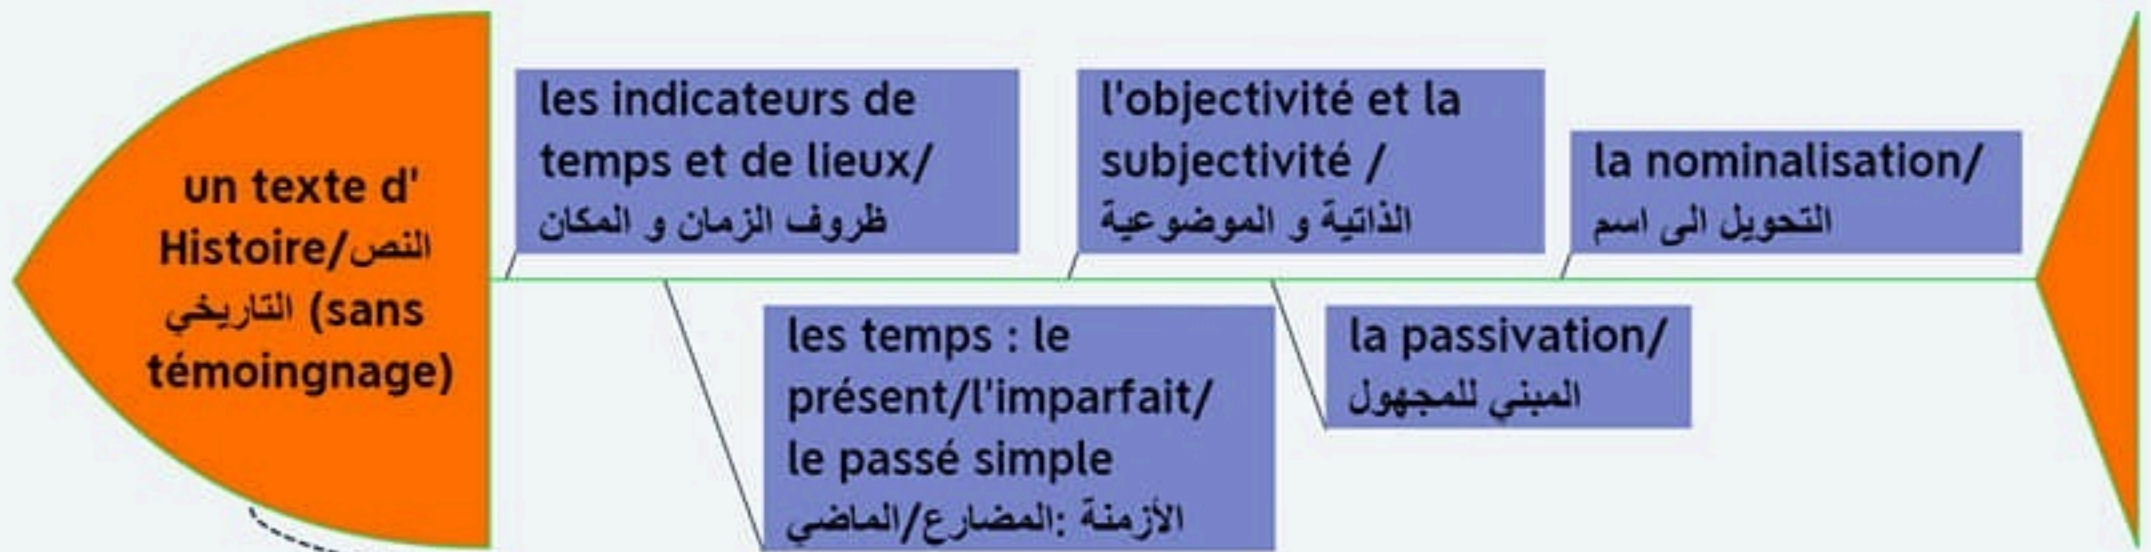 un texte d'
Histoire/النص
التاريخي (sans
témoingnage)
les indicateurs de
temps et de lieux/
ظروف الزمان و المكان
l'objectivité et la
subjectivité /
الذاتية و الموضوعية
la nominalisation/
التحويل الى اسم
les temps : le
présent/l'imparfait/
le passé simple
الأزمنة :المضارع/الماضي
la passivation/
المبني للمجهول